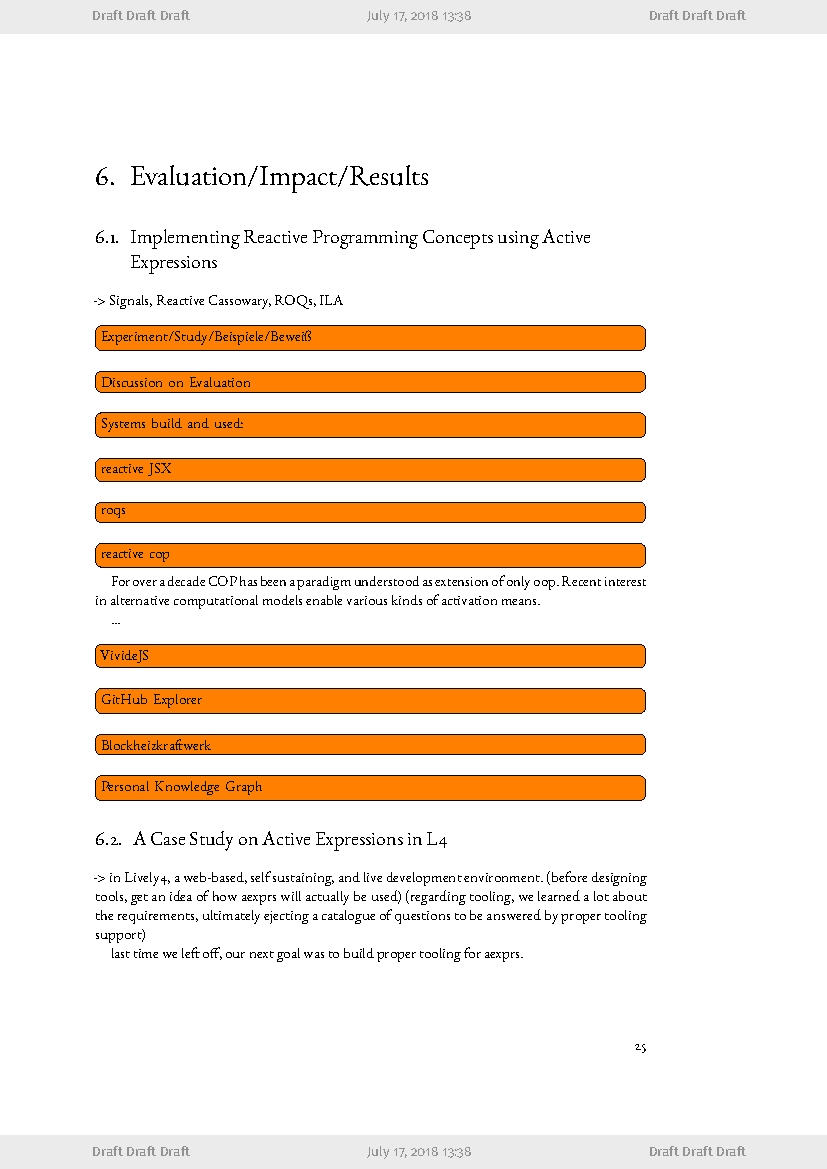 Draft Draft Draft July 17, 2018 13:38 Draft Draft Draft
6. Evaluation/Impact/Results
6.1. Implementing Reactive Programming Concepts using Active
Expressions
-> Signals, Reactive Cassowary, ROQs, ILA
Experiment/Study/Beispiele/Beweiß
Discussion on Evaluation
Systems build and used:
reactive JSX
roqs
reactive cop
For over a decade COP has been a paradigm understood as extension of only oop. Recent interest
in alternative computational models enable various kinds of activation means.
...
VivideJS
GitHub Explorer
Blockheizkraftwerk
Personal Knowledge Graph
6.2. A Case Study on Active Expressions in L4
-> in Lively4, a web-based, self sustaining, and live development environment. (before designing
tools, get an idea of how aexprs will actually be used) (regarding tooling, we learned a lot about
the requirements, ultimately ejecting a catalogue of questions to be answered by proper tooling
support)
last time we left off, our next goal was to build proper tooling for aexprs.
25
Draft Draft Draft July 17, 2018 13:38 Draft Draft Draft